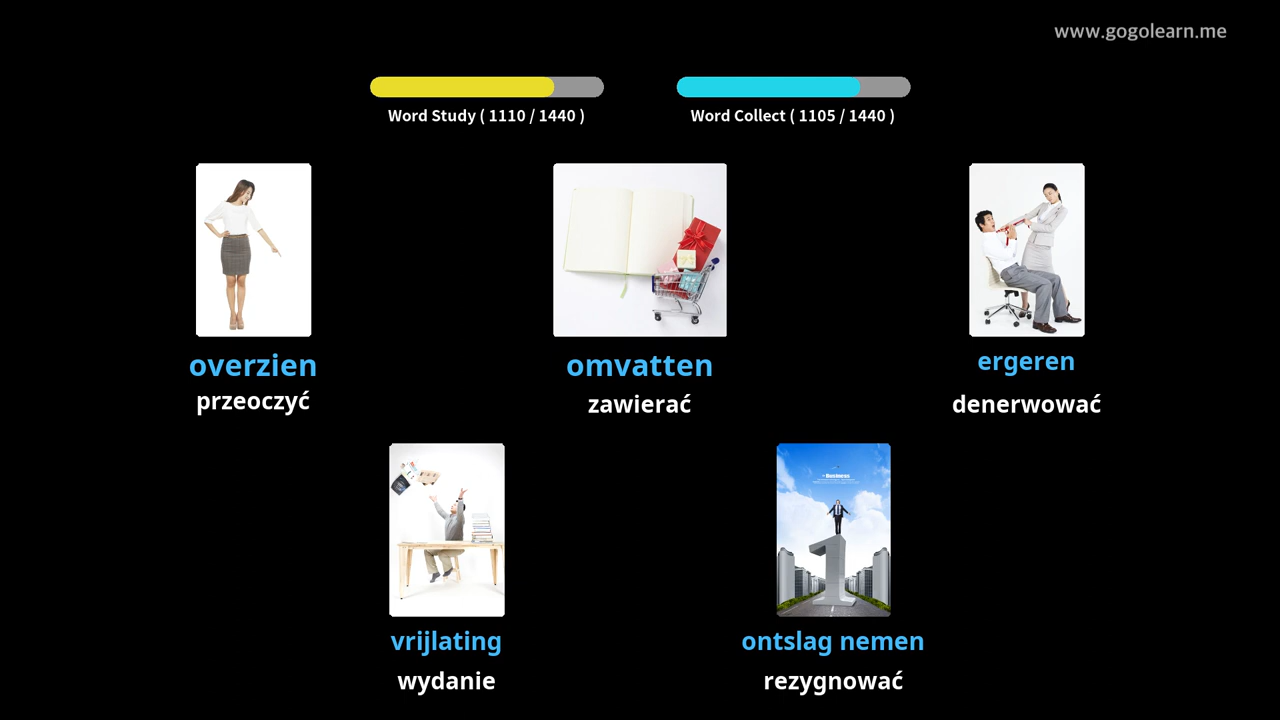 www.gogolearn.me
Word Study ( 1110 / 1440 )
Word Collect ( 1105 / 1440 )
overzien
przeoczyć
omvatten
zawierać
ergeren
denerwować
Business
vrijlating
wydanie
ontslag nemen
rezygnować